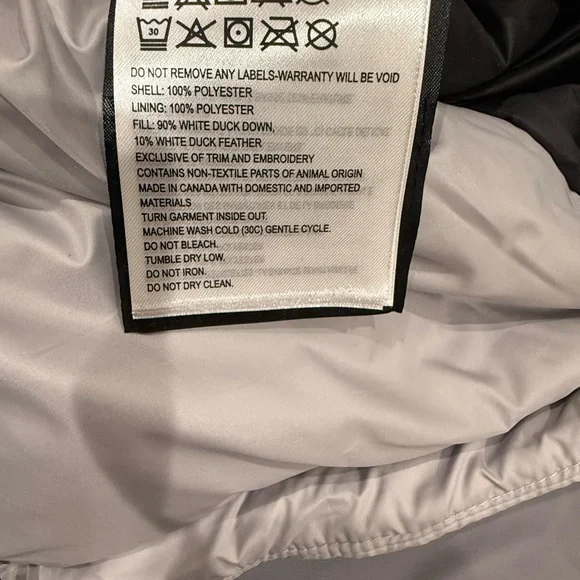 30
DO NOT REMOVE ANY LABELS-WARRANTY WILL BE VOID
SHELL: 100% POLYESTER
LINING: 100% POLYESTER
FILL: 90% WHITE DUCK DOWN,
10% WHITE DUCK FEATHER
EXCLUSIVE OF TRIM AND EMBROIDERY
CONTAINS NON-TEXTILE PARTS OF ANIMAL ORIGIN
MADE IN CANADA WITH DOMESTIC AND IMPORTED
MATERIALS
TURN GARMENT INSIDE OUT.
MACHINE WASH COLD (30C) GENTLE CYCLE.
DO NOT BLEACH.
TUMBLE DRY LOW.
DO NOT IRON.
DO NOT DRY CLEAN.